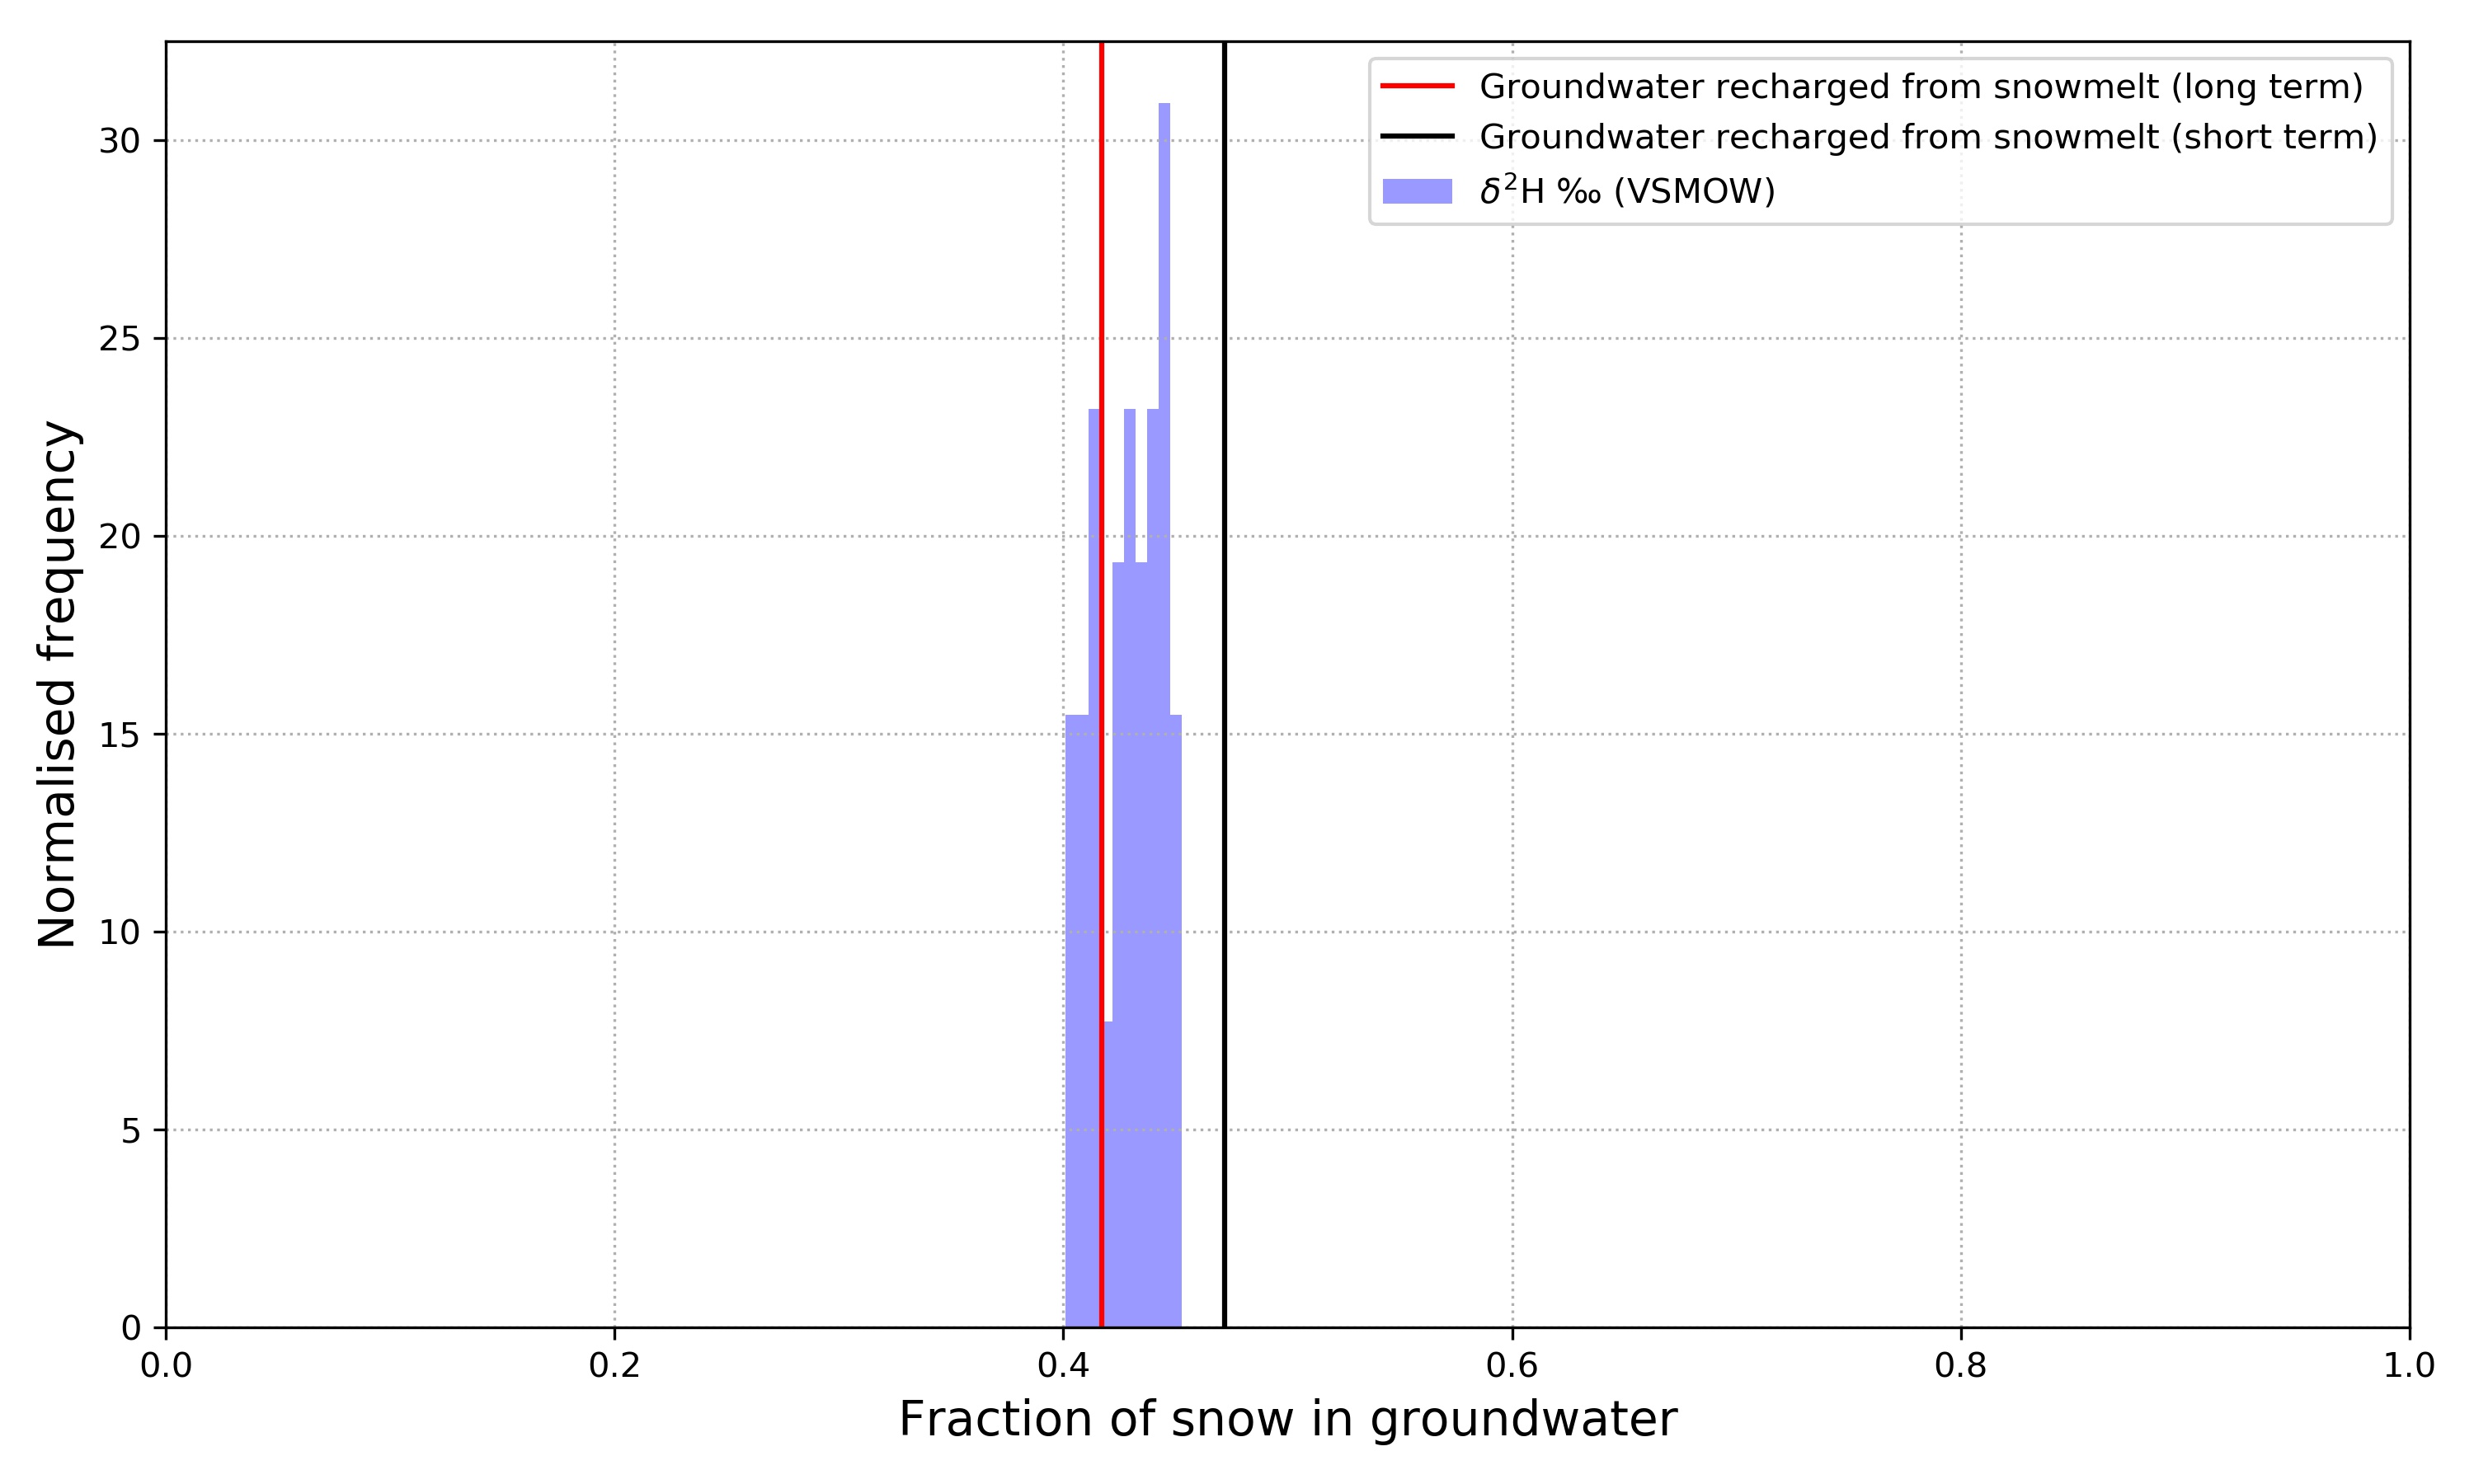 Groundwater recharged from snowmelt (long term)
Groundwater recharged from snowmelt (short term)
δ²H ‰ (VSMOW)
Normalised frequency
30
25
20
15
10
5
0
0.0 0.2 0.4 0.6 0.8 1.0
Fraction of snow in groundwater